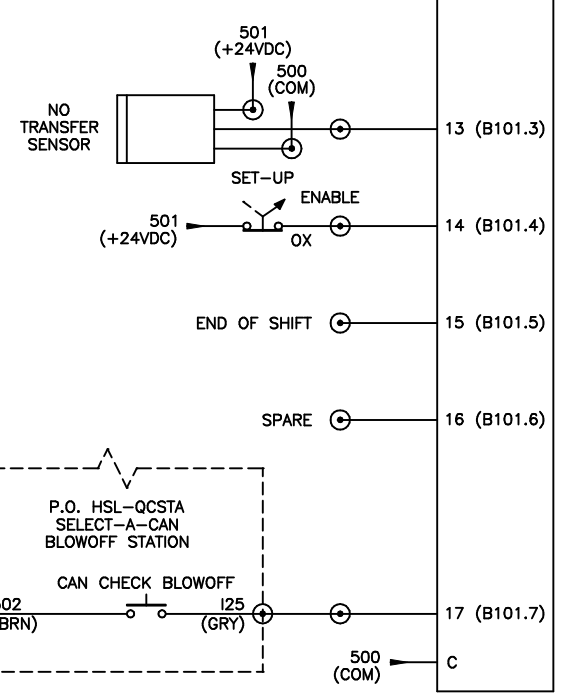 501
(+24VDC)
500
(COM)
NO
TRANSFER
SENSOR
13 (B101.3)
SET-UP
ENABLE
501
(+24VDC)
OX
14 (B101.4)
END OF SHIFT
15 (B101.5)
SPARE
16 (B101.6)
P.O. HSL-QCSTA
SELECT-A-CAN
BLOWOFF STATION
CAN CHECK BLOWOFF
02
BRN)
I25
(GRY)
17 (B101.7)
500
(COM)
C